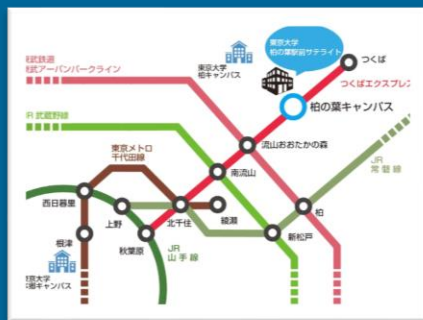 東京大学
柏の葉駅前サテライト
つくば
東京大学
柏キャンパス
武鉄道
武アーバンパークライン
つくばエクスプレス
柏の葉キャンパス
JR 武蔵野線
流山おおたかの森
東京メトロ
千代田線
JR
常磐線
南流山
西日暮里
上野
北千住
綾瀬
柏
根津
秋葉原
JR
山手線
新松戸
東京大学
本郷キャンパス